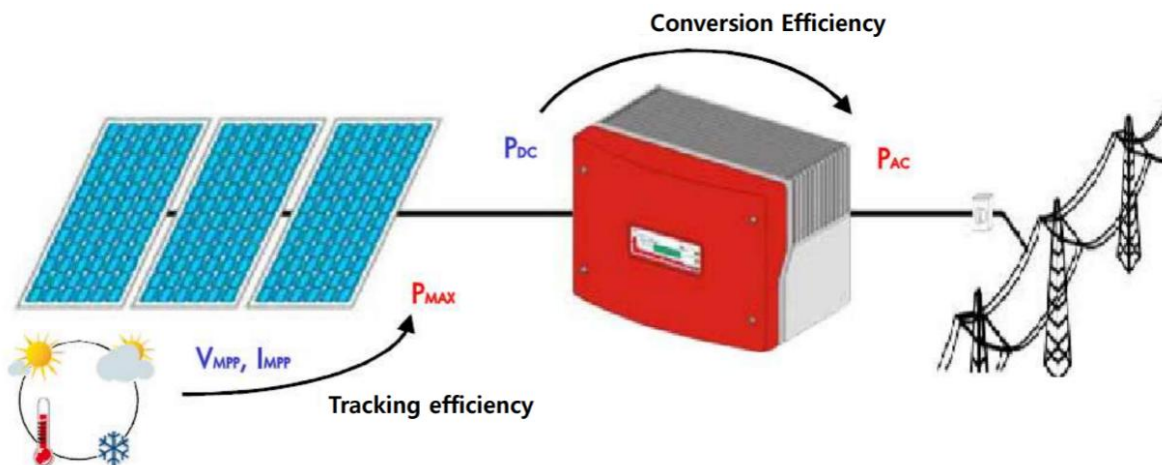 Conversion Efficiency
PDC
PAC
PMAX
VMPP, IMPP
Tracking efficiency